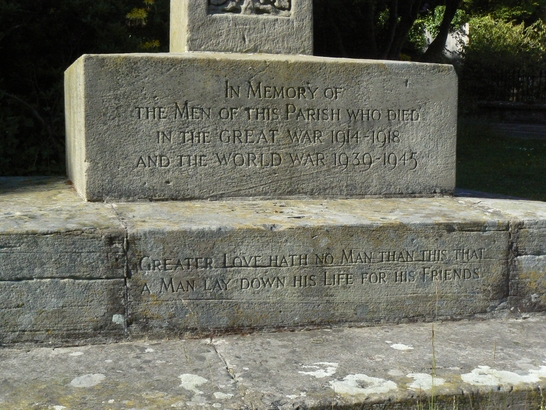 In Memory of
the Men of this Parish who died
in the Great War 1914-1918
and the World War 1939-1945
Greater Love hath no Man than this, that
a Man lay down his Life for his Friends